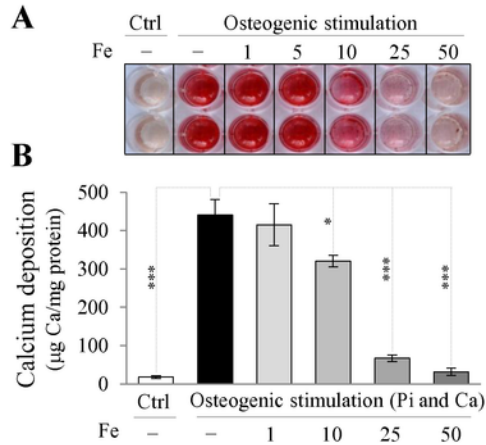 A
Ctrl Osteogenic stimulation
Fe – – 1 5 10 25 50
B
Calcium deposition
(µg Ca/mg protein)
500
400
300
200
100
0
***
*
***
***
Ctrl Osteogenic stimulation (Pi and Ca)
Fe – – 1 10 25 50